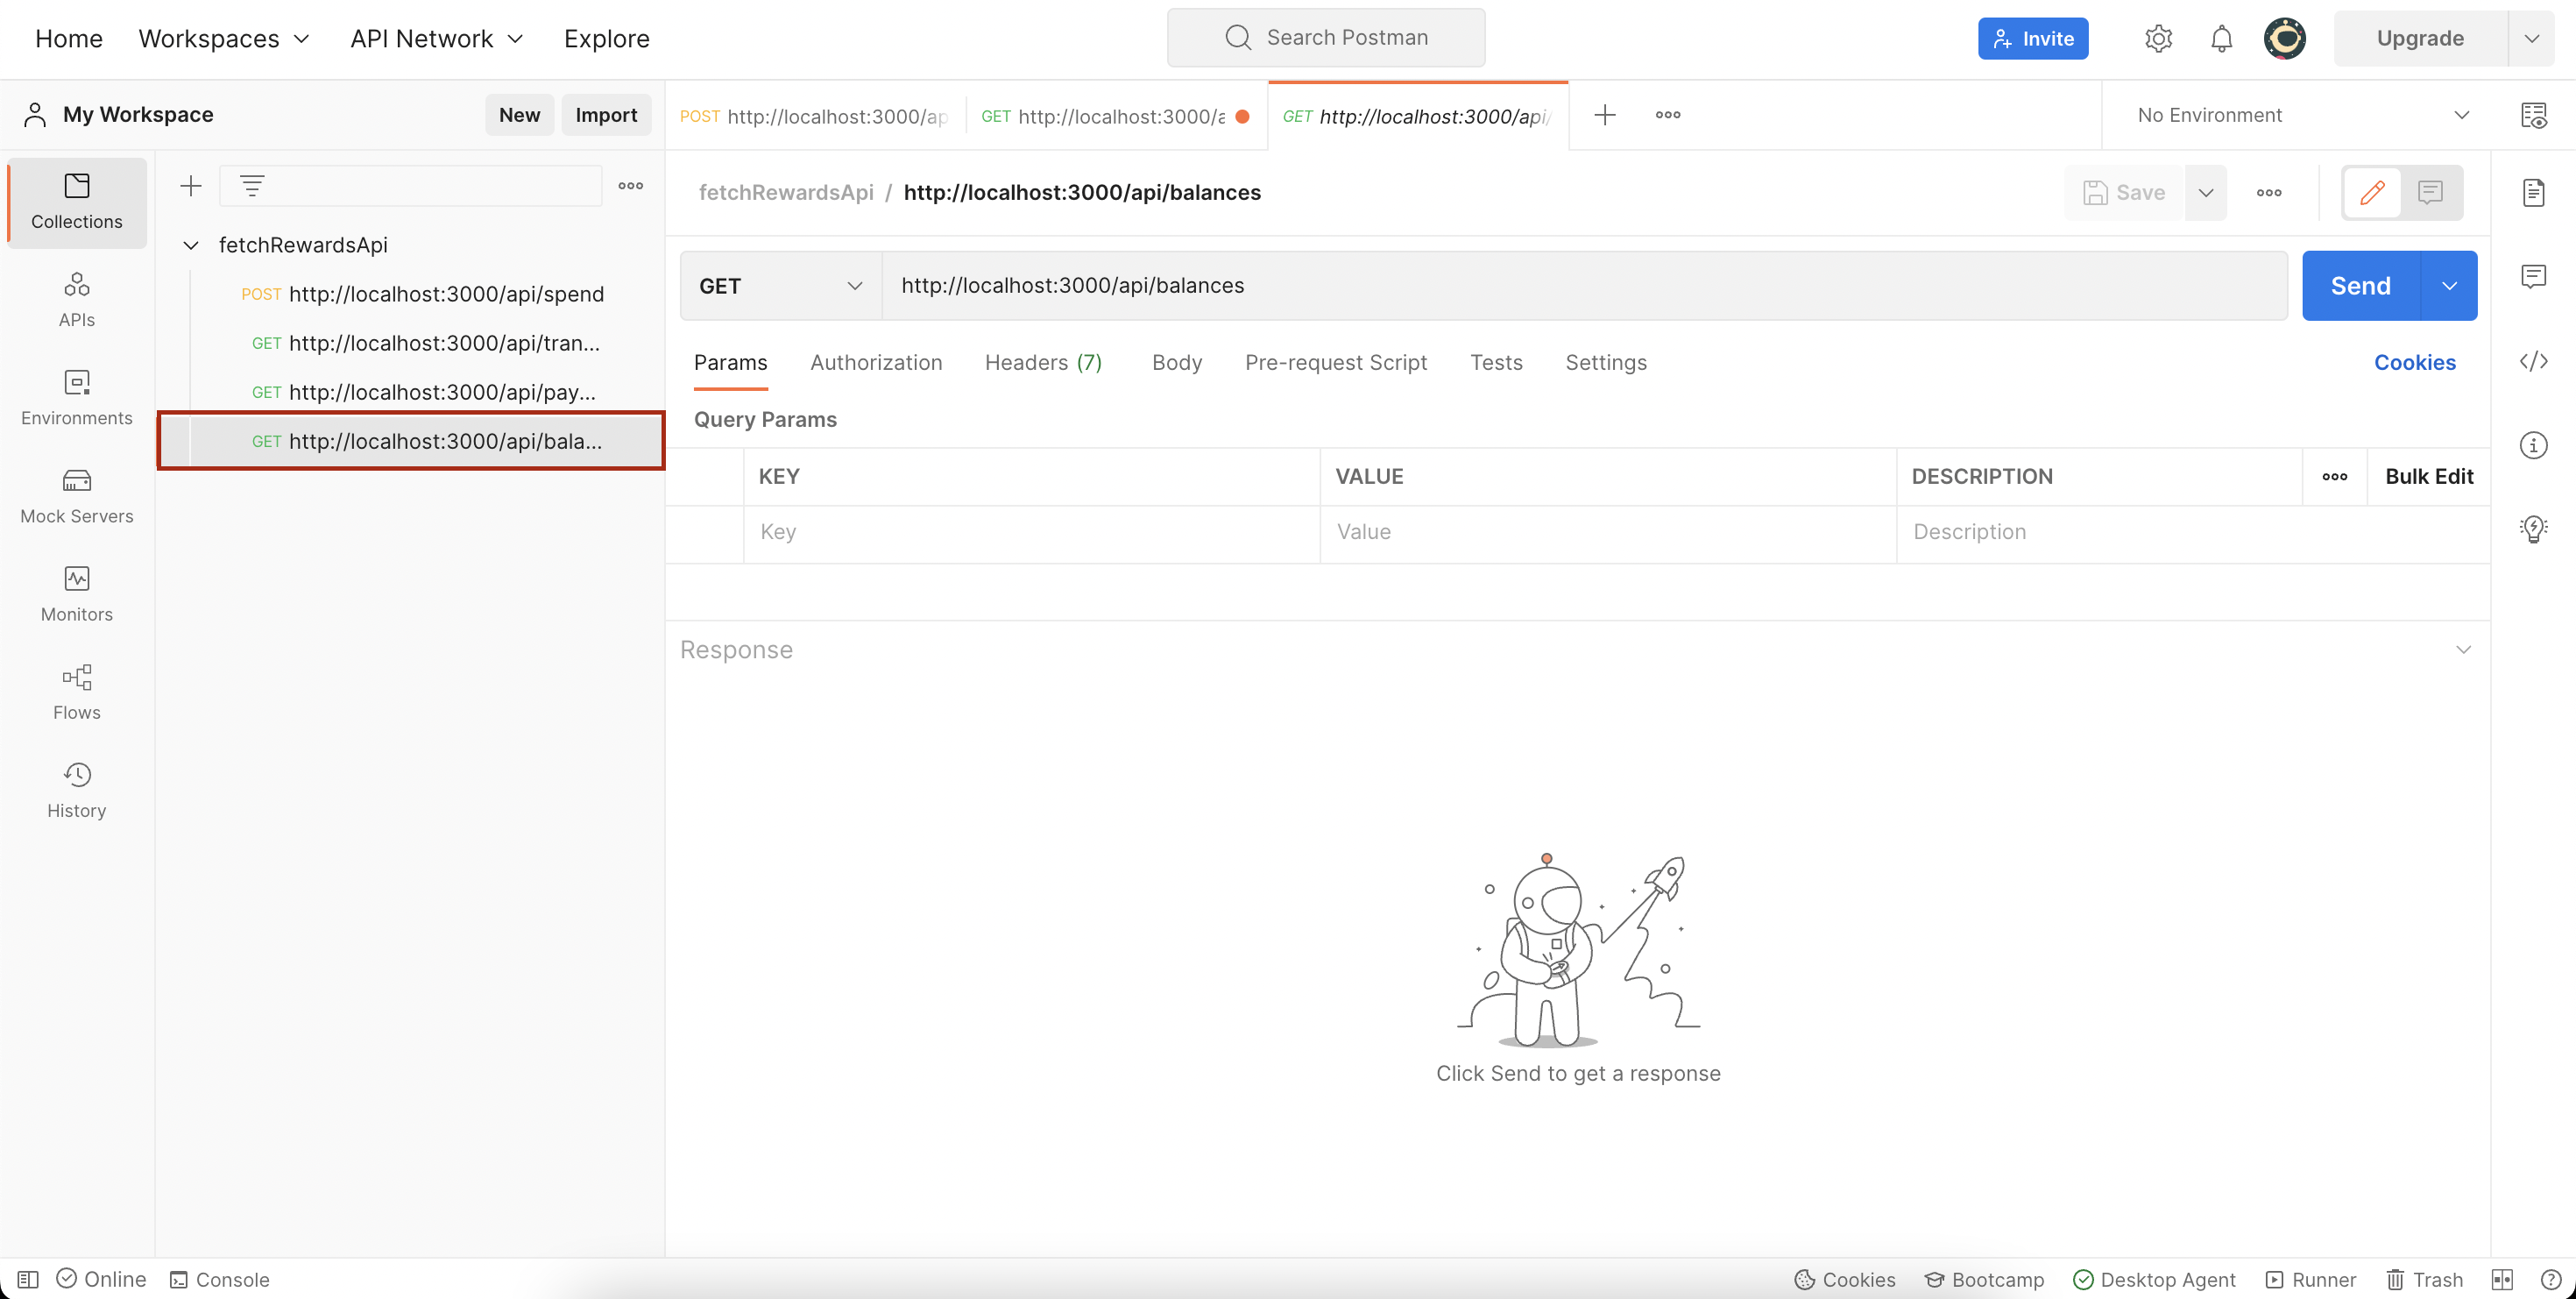 Home Workspaces API Network Explore Search Postman Invite Upgrade
My Workspace New Import
POST http://localhost:3000/ap GET http://localhost:3000/a GET http://localhost:3000/api/ No Environment
Collections
APIs
Environments
Mock Servers
Monitors
Flows
History
fetchRewardsApi
POST http://localhost:3000/api/spend
GET http://localhost:3000/api/tran...
GET http://localhost:3000/api/pay...
GET http://localhost:3000/api/bala...
fetchRewardsApi / http://localhost:3000/api/balances Save
GET http://localhost:3000/api/balances Send
Params Authorization Headers (7) Body Pre-request Script Tests Settings Cookies
Query Params
KEY VALUE DESCRIPTION Bulk Edit
Key Value Description
Response
Click Send to get a response
Online Console Cookies Bootcamp Desktop Agent Runner Trash